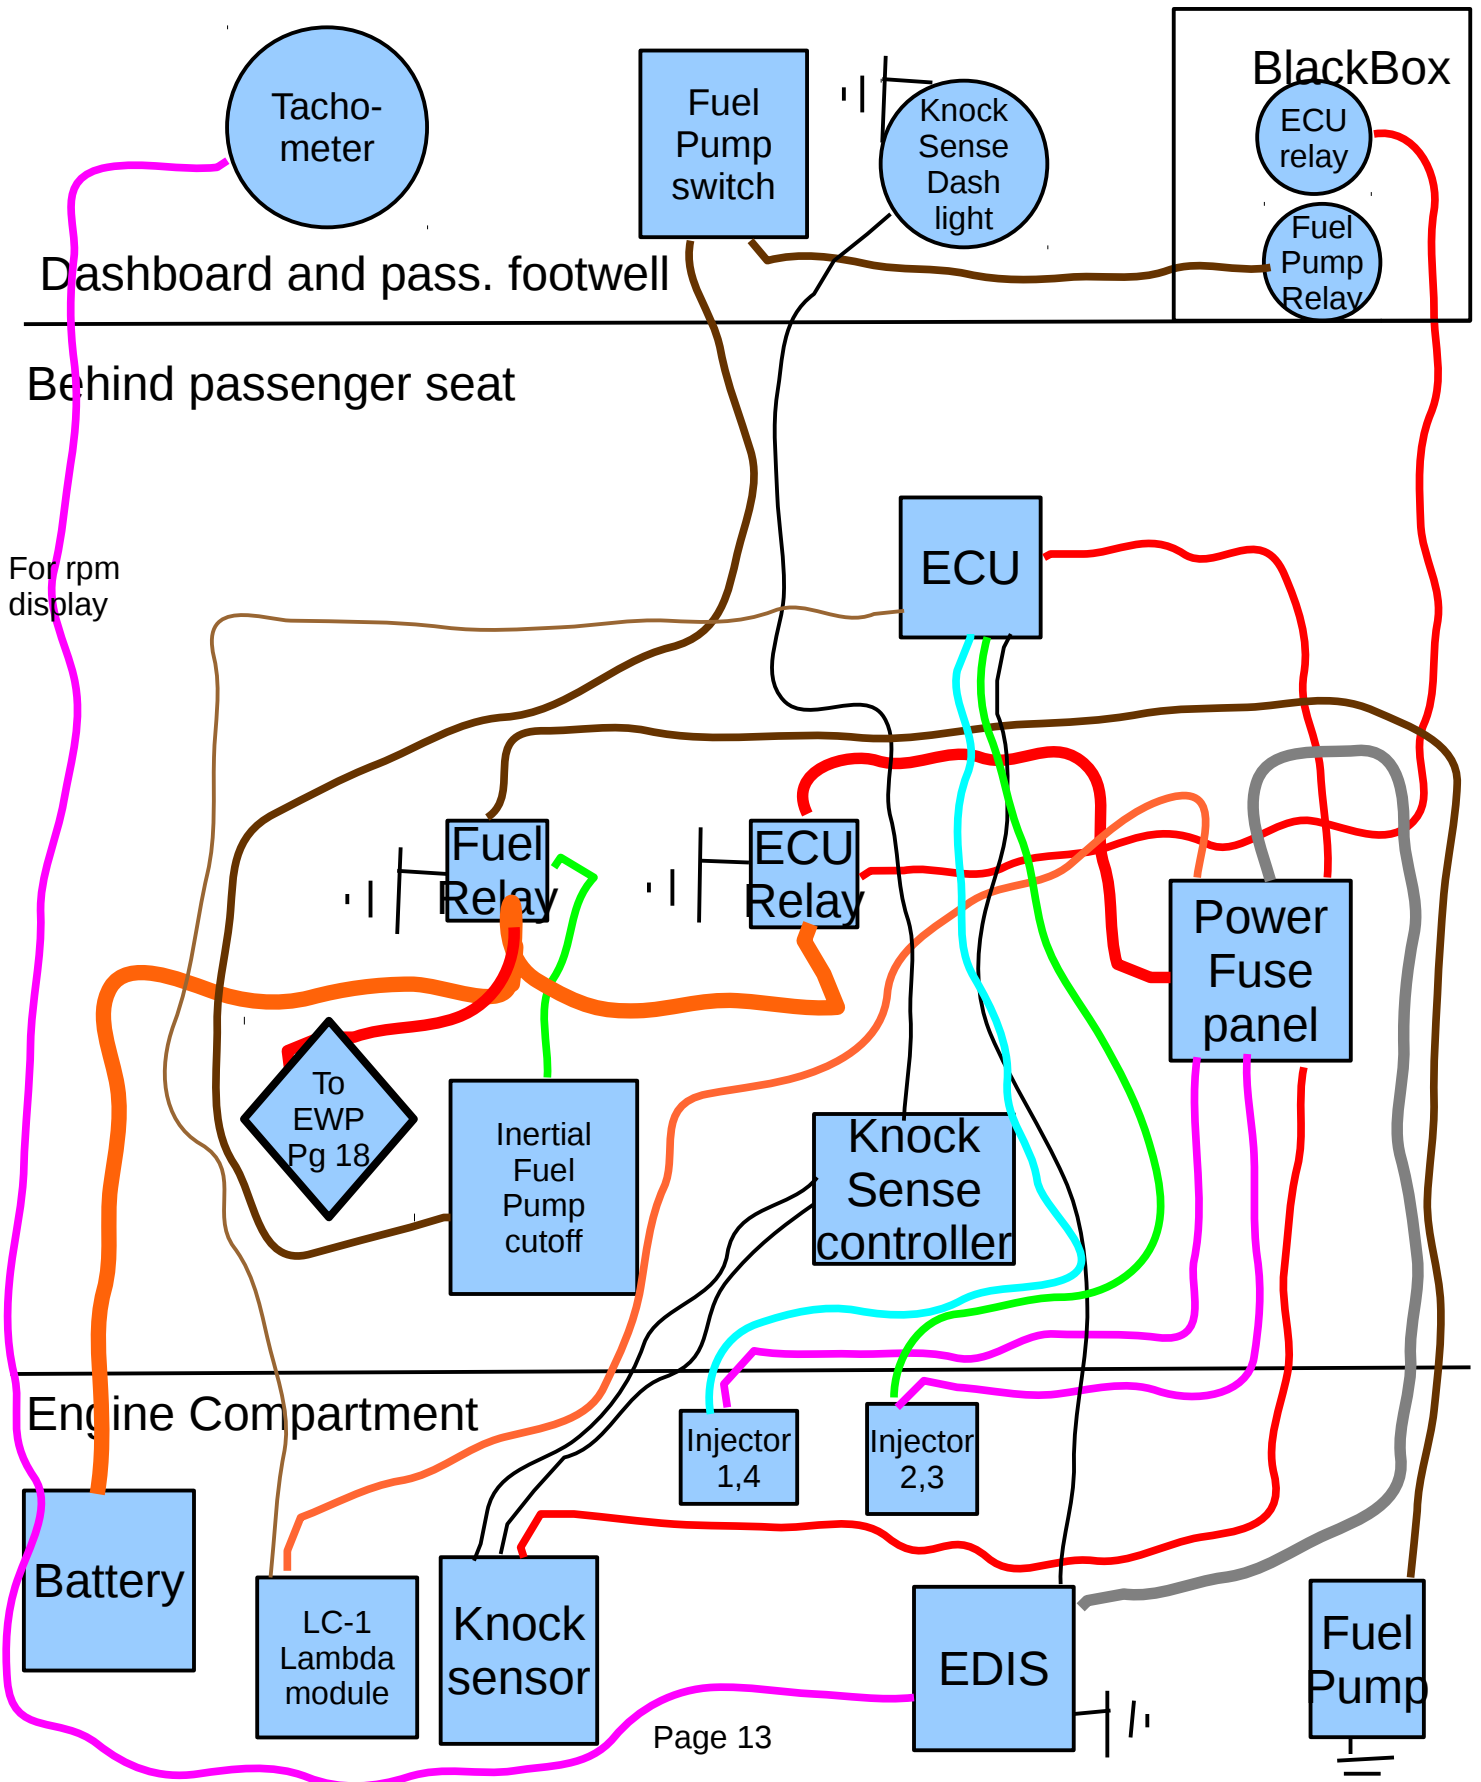 BlackBox
Tacho-
meter
Fuel
Pump
switch
Knock
Sense
Dash
light
ECU
relay
Fuel
Pump
Relay
Dashboard and pass. footwell
Behind passenger seat
For rpm
display
ECU
Fuel
Relay
ECU
Relay
Power
Fuse
panel
To
EWP
Pg 18
Inertial
Fuel
Pump
cutoff
Knock
Sense
controller
Engine Compartment
Injector
1,4
Injector
2,3
Battery
LC-1
Lambda
module
Knock
sensor
EDIS
Fuel
Pump
Page 13